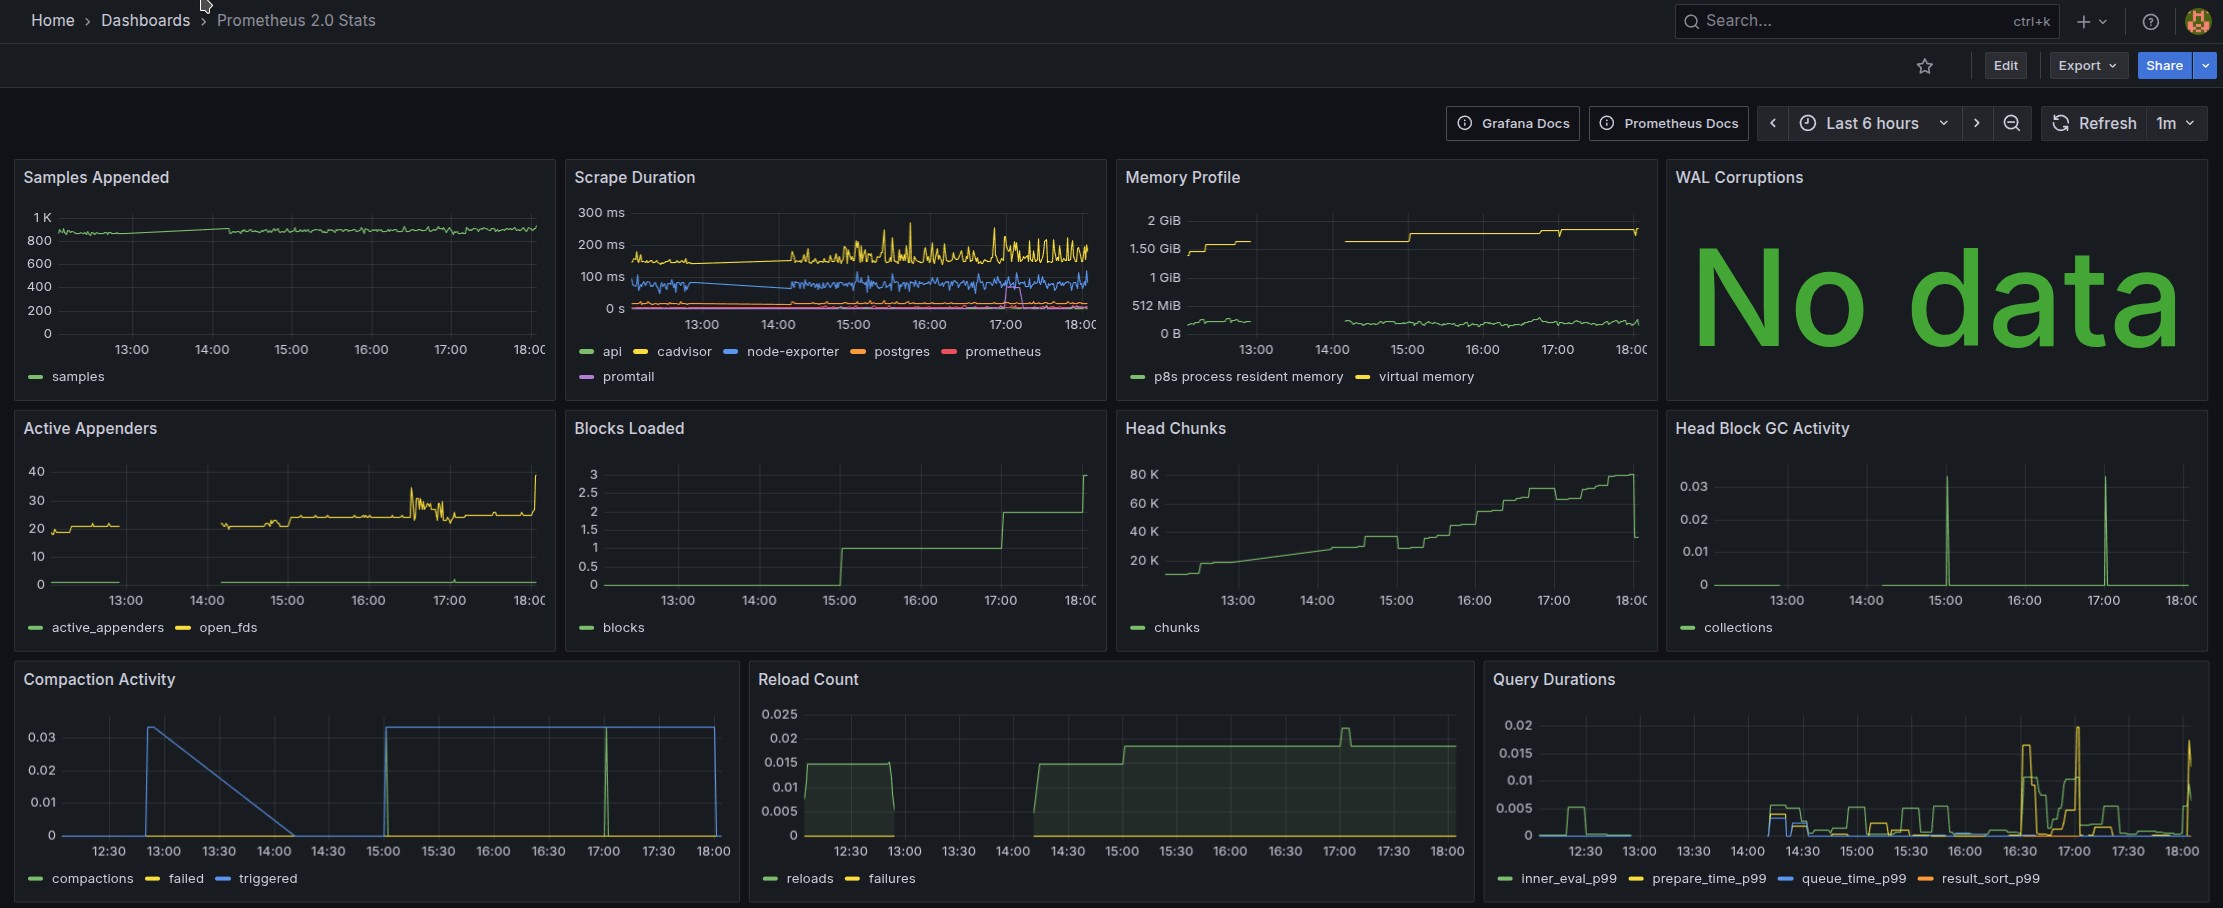 Home › Dashboards › Prometheus 2.0 Stats
Search... ctrl+k
Edit Export Share
Grafana Docs Prometheus Docs Last 6 hours Refresh 1m
Samples Appended
1 K
800
600
400
200
0
13:00 14:00 15:00 16:00 17:00 18:00
samples
Scrape Duration
300 ms
200 ms
100 ms
0 s
13:00 14:00 15:00 16:00 17:00 18:00
api cadvisor node-exporter postgres prometheus
promtail
Memory Profile
2 GiB
1.50 GiB
1 GiB
512 MiB
0 B
13:00 14:00 15:00 16:00 17:00 18:00
p8s process resident memory virtual memory
WAL Corruptions
No data
Active Appenders
40
30
20
10
0
13:00 14:00 15:00 16:00 17:00 18:00
active_appenders open_fds
Blocks Loaded
3
2.5
2
1.5
1
0.5
0
13:00 14:00 15:00 16:00 17:00 18:00
blocks
Head Chunks
80 K
60 K
40 K
20 K
13:00 14:00 15:00 16:00 17:00 18:00
chunks
Head Block GC Activity
0.03
0.02
0.01
0
13:00 14:00 15:00 16:00 17:00 18:00
collections
Compaction Activity
0.03
0.02
0.01
0
12:30 13:00 13:30 14:00 14:30 15:00 15:30 16:00 16:30 17:00 17:30 18:00
compactions failed triggered
Reload Count
0.025
0.02
0.015
0.01
0.005
0
12:30 13:00 13:30 14:00 14:30 15:00 15:30 16:00 16:30 17:00 17:30 18:00
reloads failures
Query Durations
0.02
0.015
0.01
0.005
0
12:30 13:00 13:30 14:00 14:30 15:00 15:30 16:00 16:30 17:00 17:30 18:00
inner_eval_p99 prepare_time_p99 queue_time_p99 result_sort_p99